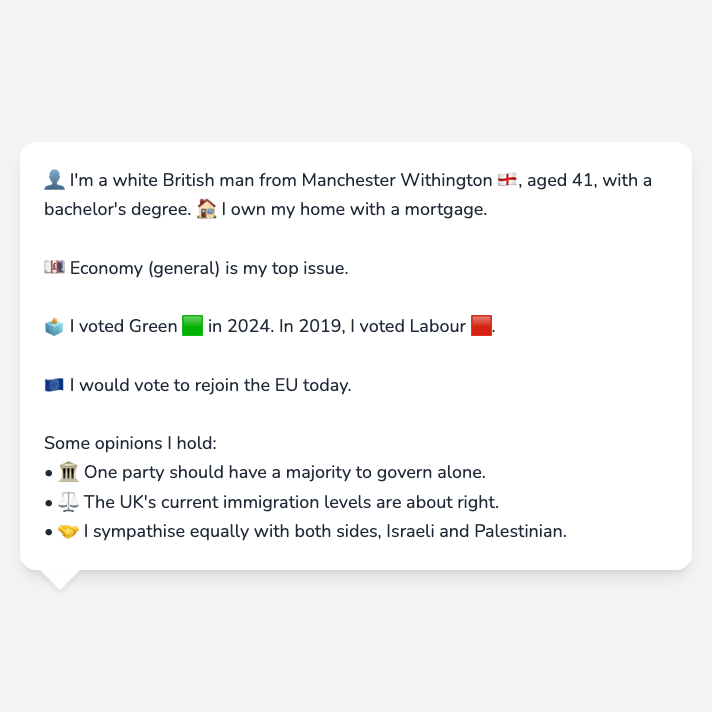 👤 I'm a white British man from Manchester Withington 🏴󠁧󠁢󠁥󠁮󠁧󠁿, aged 41, with a
bachelor's degree. 🏠 I own my home with a mortgage.
💷 Economy (general) is my top issue.
🗳️ I voted Green 🟩 in 2024. In 2019, I voted Labour 🟥.
🇪🇺 I would vote to rejoin the EU today.
Some opinions I hold:
• 🏛️ One party should have a majority to govern alone.
• ⚖️ The UK's current immigration levels are about right.
• 🤝 I sympathise equally with both sides, Israeli and Palestinian.